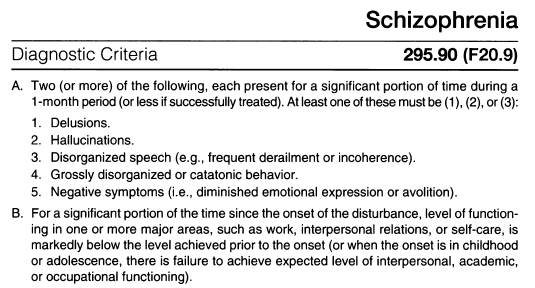 Schizophrenia
Diagnostic Criteria 295.90 (F20.9)
A. Two (or more) of the following, each present for a significant portion of time during a
1-month period (or less if successfully treated). At least one of these must be (1), (2), or (3):
1. Delusions.
2. Hallucinations.
3. Disorganized speech (e.g., frequent derailment or incoherence).
4. Grossly disorganized or catatonic behavior.
5. Negative symptoms (i.e., diminished emotional expression or avolition).
B. For a significant portion of the time since the onset of the disturbance, level of function-
ing in one or more major areas, such as work, interpersonal relations, or self-care, is
markedly below the level achieved prior to the onset (or when the onset is in childhood
or adolescence, there is failure to achieve expected level of interpersonal, academic,
or occupational functioning).